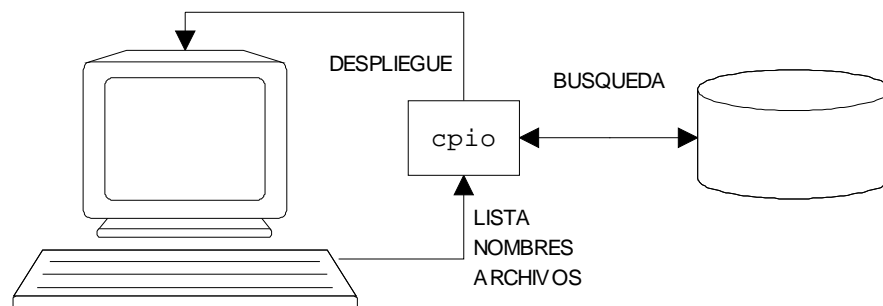 DESPLIEGUE
BUSQUEDA
cpio
LISTA
NOMBRES
ARCHIVOS